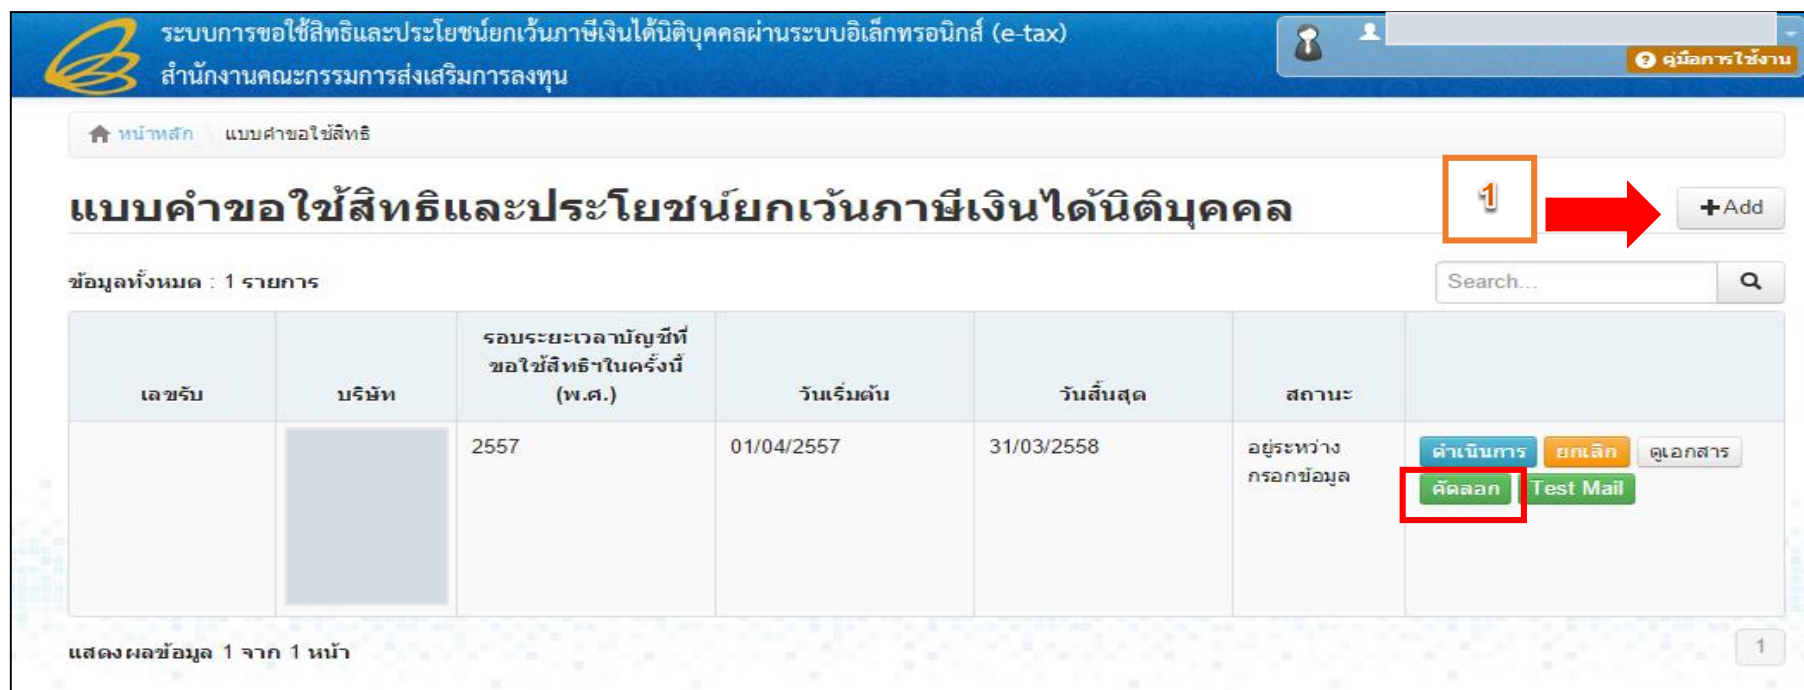 ระบบการขอใช้สิทธิและประโยชน์ยกเว้นภาษีเงินได้นิติบุคคลผ่านระบบอิเล็กทรอนิกส์ (e-tax)
สำนักงานคณะกรรมการส่งเสริมการลงทุน
คู่มือการใช้งาน
หน้าหลัก แบบคำขอใช้สิทธิ
แบบคำขอใช้สิทธิและประโยชน์ยกเว้นภาษีเงินได้นิติบุคคล
1
+Add
ข้อมูลทั้งหมด : 1 รายการ
Search...
เลขรับ
บริษัท
รอบระยะเวลาบัญชีที่
ขอใช้สิทธิฯในครั้งนี้
(พ.ศ.)
วันเริ่มต้น
วันสิ้นสุด
สถานะ
2557
01/04/2557
31/03/2558
อยู่ระหว่าง
กรอกข้อมูล
ดำเนินการ ยกเลิก ดูเอกสาร
คัดลอก Test Mail
แสดงผลข้อมูล 1 จาก 1 หน้า
1